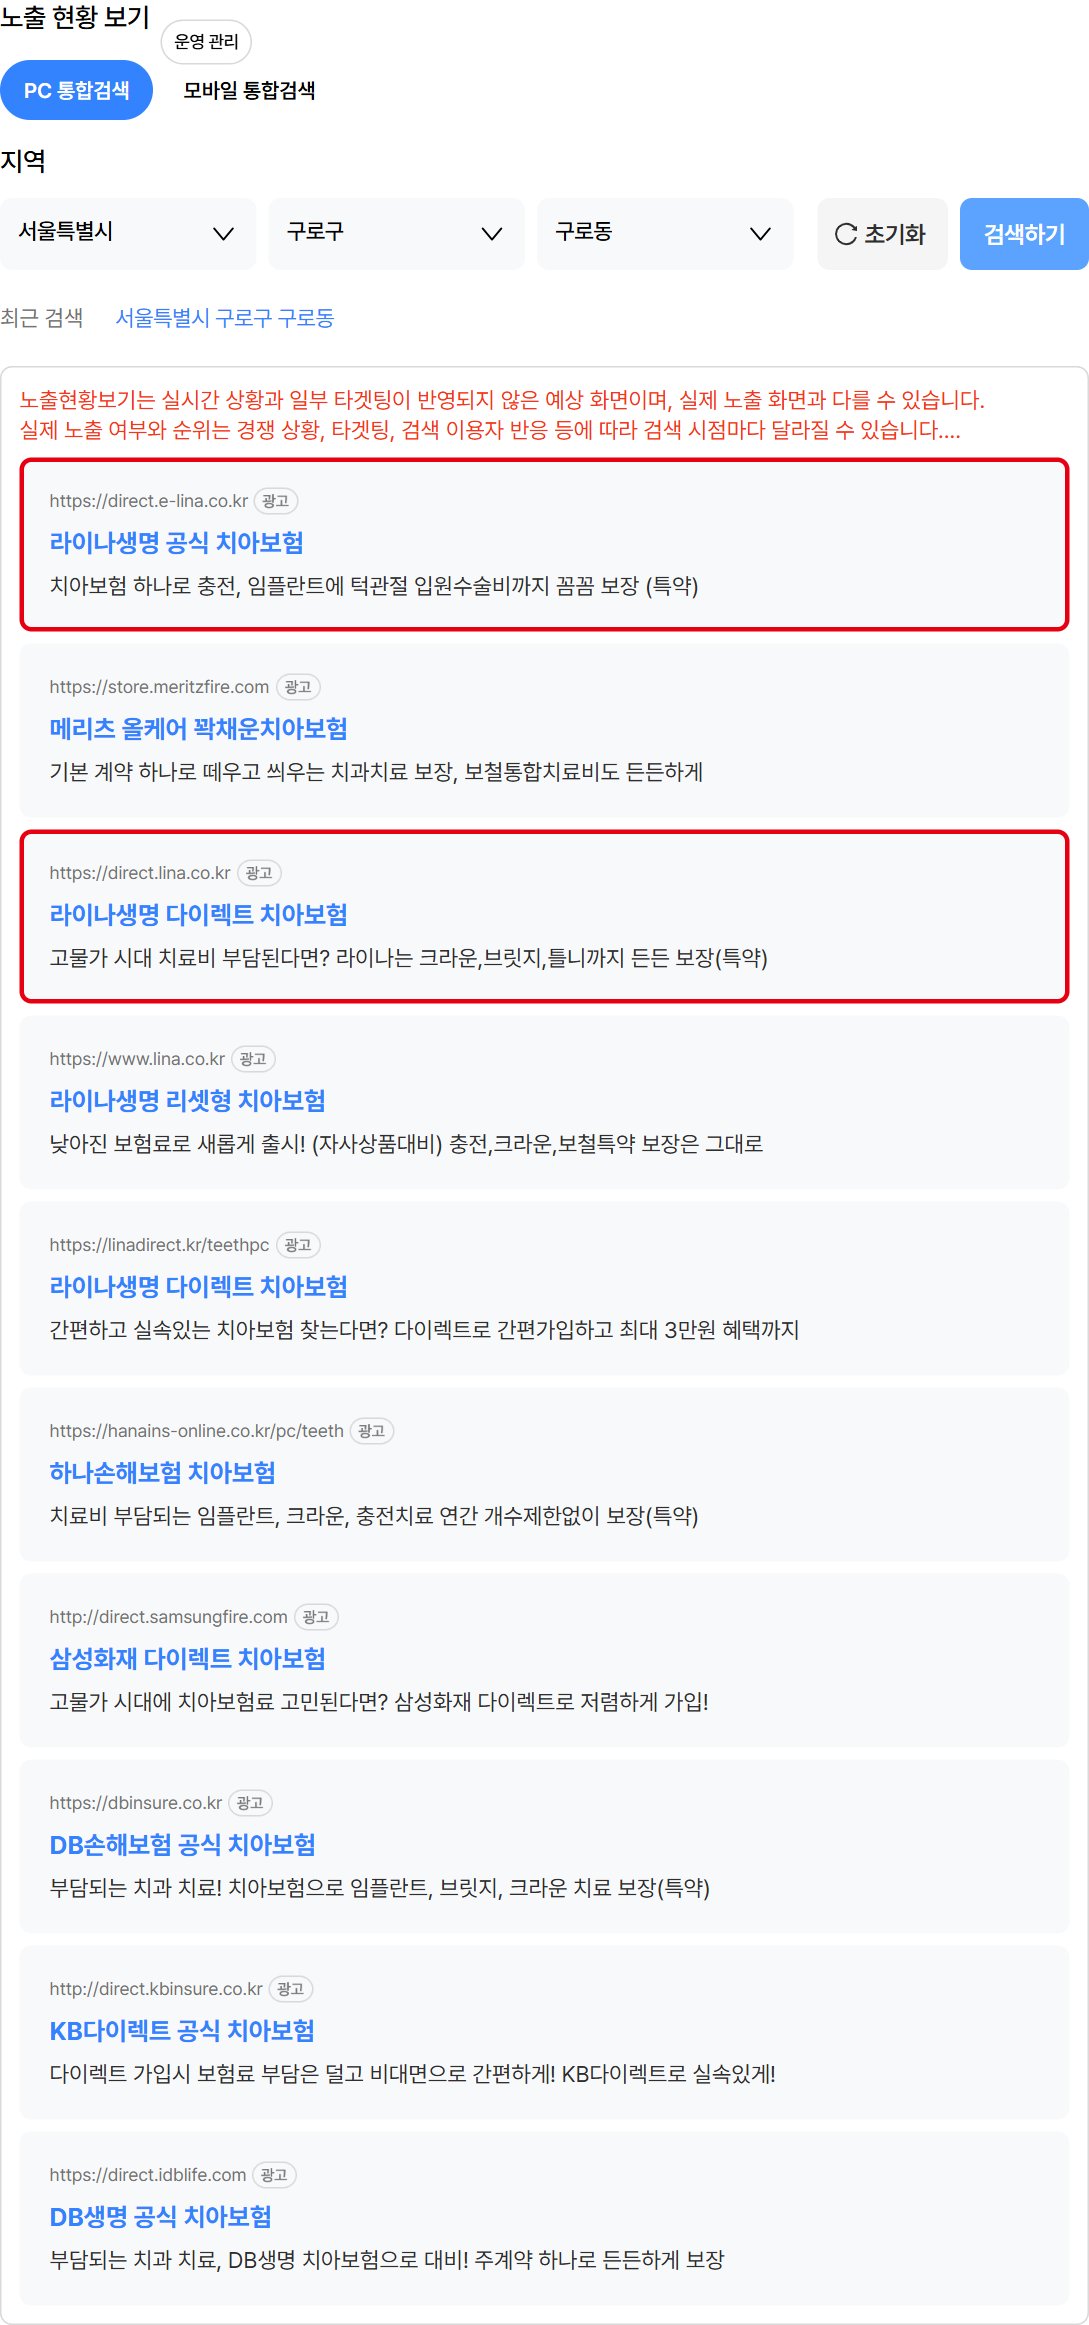 노출 현황 보기
운영 관리
PC 통합검색 모바일 통합검색
지역
서울특별시 구로구 구로동 초기화 검색하기
최근 검색 서울특별시 구로구 구로동
노출현황보기는 실시간 상황과 일부 타겟팅이 반영되지 않은 예상 화면이며, 실제 노출 화면과 다를 수 있습니다.
실제 노출 여부와 순위는 경쟁 상황, 타겟팅, 검색 이용자 반응 등에 따라 검색 시점마다 달라질 수 있습니다....
https://direct.e-lina.co.kr 광고
라이나생명 공식 치아보험
치아보험 하나로 충전, 임플란트에 턱관절 입원수술비까지 꼼꼼 보장 (특약)
https://store.meritzfire.com 광고
메리츠 올케어 꽉채운치아보험
기본 계약 하나로 떼우고 씌우는 치과치료 보장, 보철통합치료비도 든든하게
https://direct.lina.co.kr 광고
라이나생명 다이렉트 치아보험
고물가 시대 치료비 부담된다면? 라이나는 크라운,브릿지,틀니까지 든든 보장(특약)
https://www.lina.co.kr 광고
라이나생명 리셋형 치아보험
낮아진 보험료로 새롭게 출시! (자사상품대비) 충전,크라운,보철특약 보장은 그대로
https://linadirect.kr/teethpc 광고
라이나생명 다이렉트 치아보험
간편하고 실속있는 치아보험 찾는다면? 다이렉트로 간편가입하고 최대 3만원 혜택까지
https://hanains-online.co.kr/pc/teeth 광고
하나손해보험 치아보험
치료비 부담되는 임플란트, 크라운, 충전치료 연간 개수제한없이 보장(특약)
http://direct.samsungfire.com 광고
삼성화재 다이렉트 치아보험
고물가 시대에 치아보험료 고민된다면? 삼성화재 다이렉트로 저렴하게 가입!
https://dbinsure.co.kr 광고
DB손해보험 공식 치아보험
부담되는 치과 치료! 치아보험으로 임플란트, 브릿지, 크라운 치료 보장(특약)
http://direct.kbinsure.co.kr 광고
KB다이렉트 공식 치아보험
다이렉트 가입시 보험료 부담은 덜고 비대면으로 간편하게! KB다이렉트로 실속있게!
https://direct.idblife.com 광고
DB생명 공식 치아보험
부담되는 치과 치료, DB생명 치아보험으로 대비! 주계약 하나로 든든하게 보장